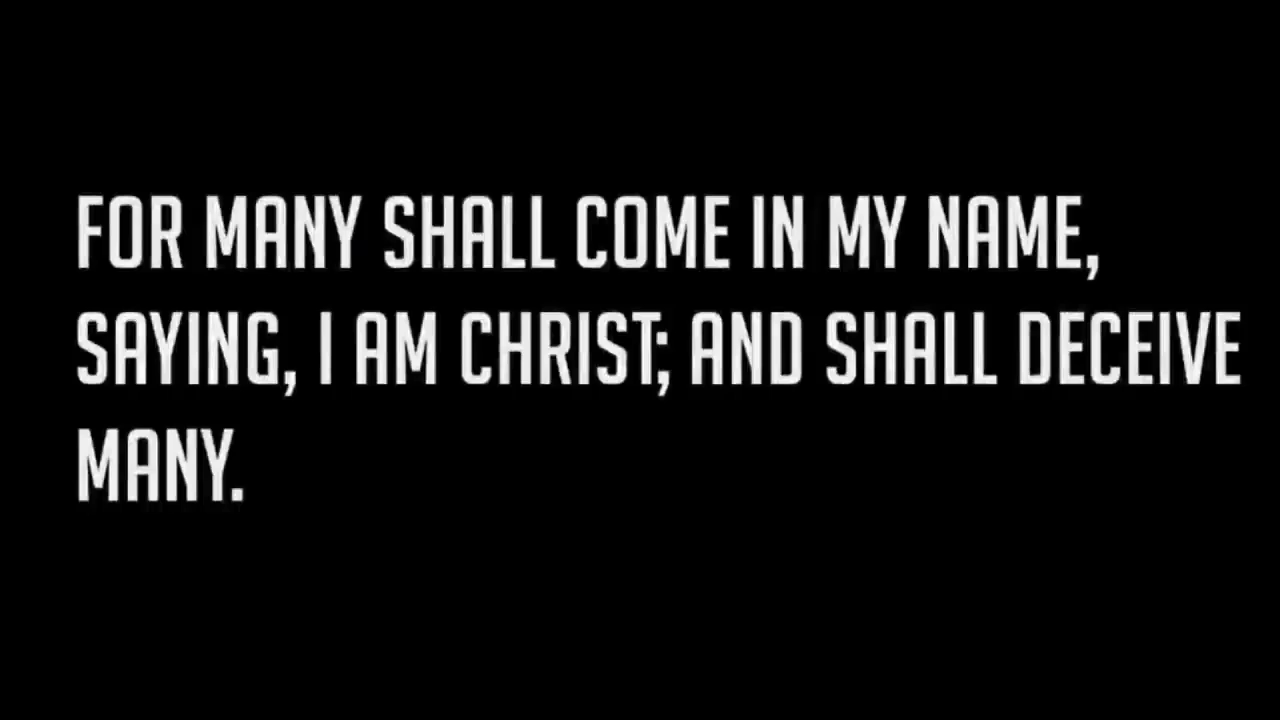 FOR MANY SHALL COME IN MY NAME,
SAYING, I AM CHRIST; AND SHALL DECEIVE
MANY.